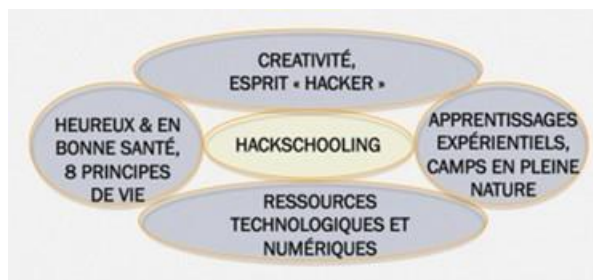 CREATIVITÉ,
ESPRIT « HACKER »
HEUREUX & EN
BONNE SANTÉ,
8 PRINCIPES
DE VIE
HACKSCHOOLING
APPRENTISSAGES
EXPÉRIENTIELS,
CAMPS EN PLEINE
NATURE
RESSOURCES
TECHNOLOGIQUES ET
NUMÉRIQUES